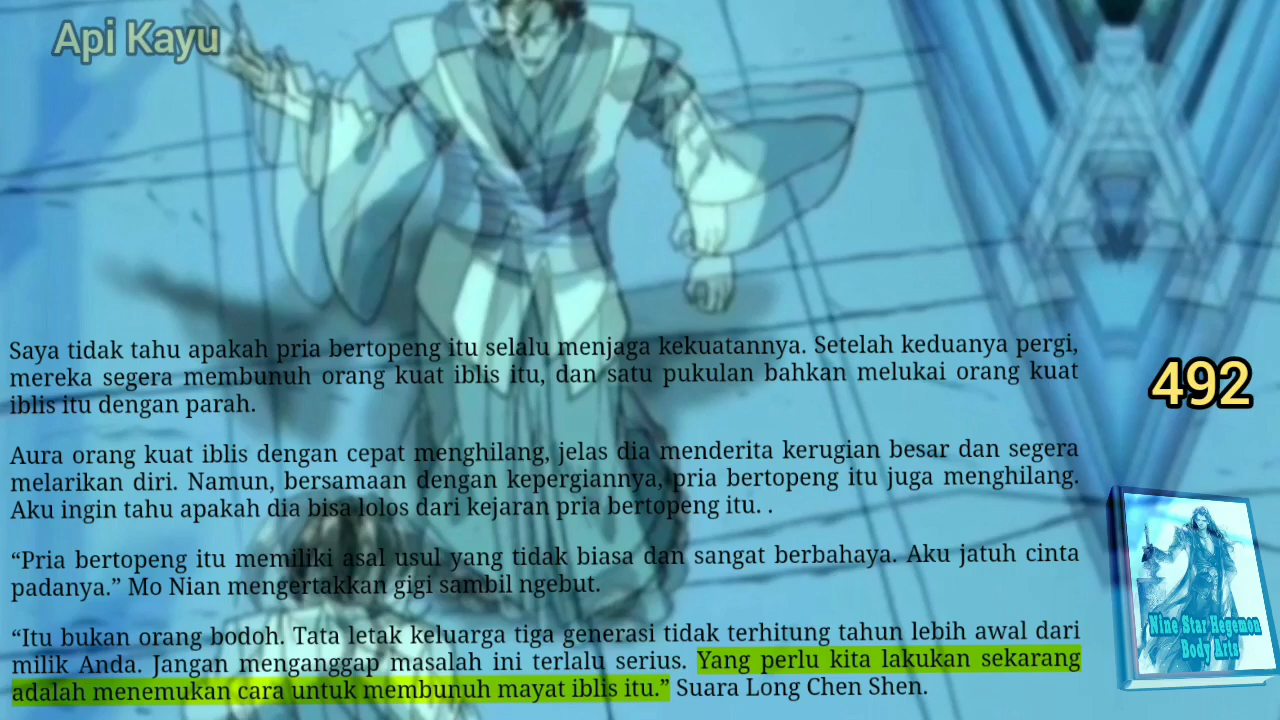 Api Kayu
Saya tidak tahu apakah pria bertopeng itu selalu menjaga kekuatannya. Setelah keduanya pergi,
mereka segera membunuh orang kuat iblis itu, dan satu pukulan bahkan melukai orang kuat
iblis itu dengan parah.
Aura orang kuat iblis dengan cepat menghilang, jelas dia menderita kerugian besar dan segera
melarikan diri. Namun, bersamaan dengan kepergiannya, pria bertopeng itu juga menghilang.
Aku ingin tahu apakah dia bisa lolos dari kejaran pria bertopeng itu. .
“Pria bertopeng itu memiliki asal usul yang tidak biasa dan sangat berbahaya. Aku jatuh cinta
padanya.” Mo Nian mengertakkan gigi sambil ngebut.
“Itu bukan orang bodoh. Tata letak keluarga tiga generasi tidak terhitung tahun lebih awal dari
milik Anda. Jangan menganggap masalah ini terlalu serius. Yang perlu kita lakukan sekarang
adalah menemukan cara untuk membunuh mayat iblis itu.” Suara Long Chen Shen.
492
Nine Star Hegemon
Body Arts